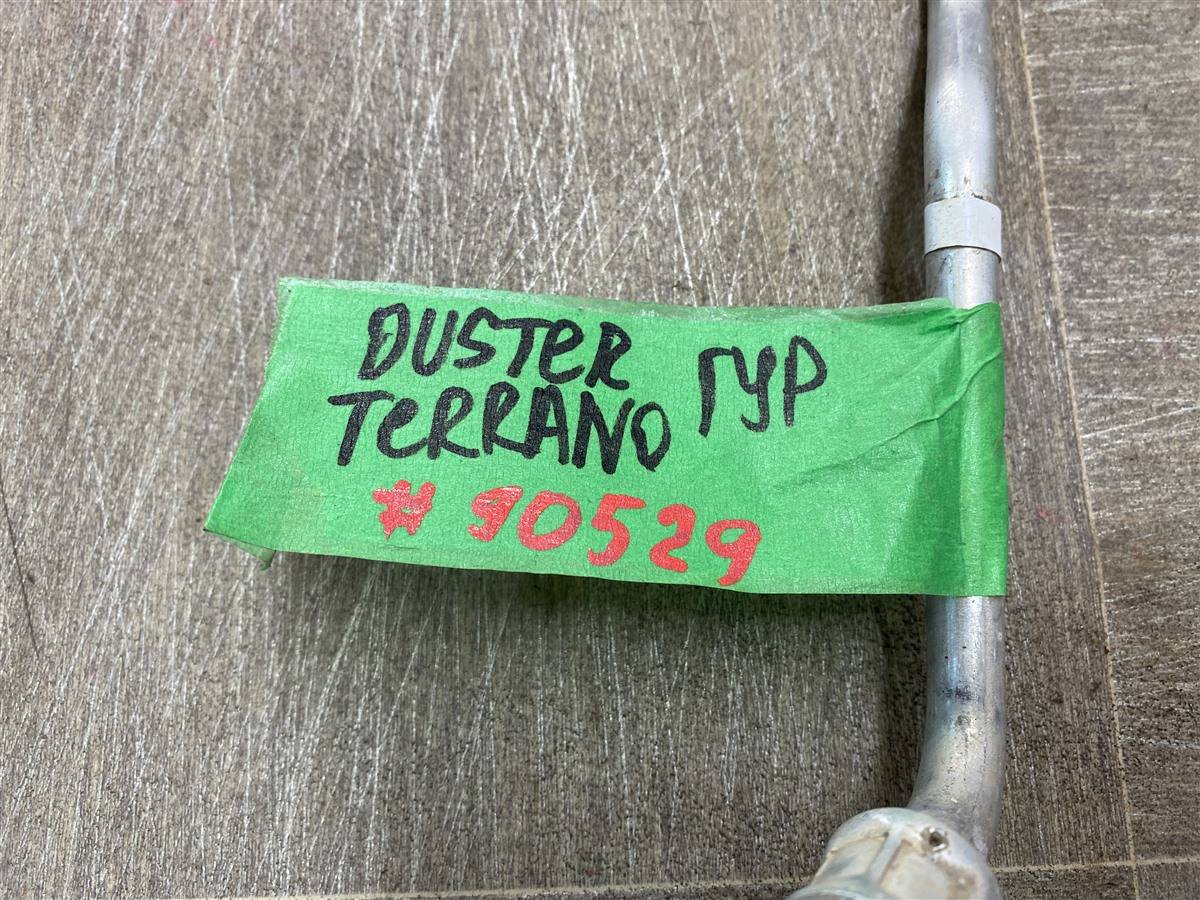 DUSTER ГУР
TERRANO
# 90529